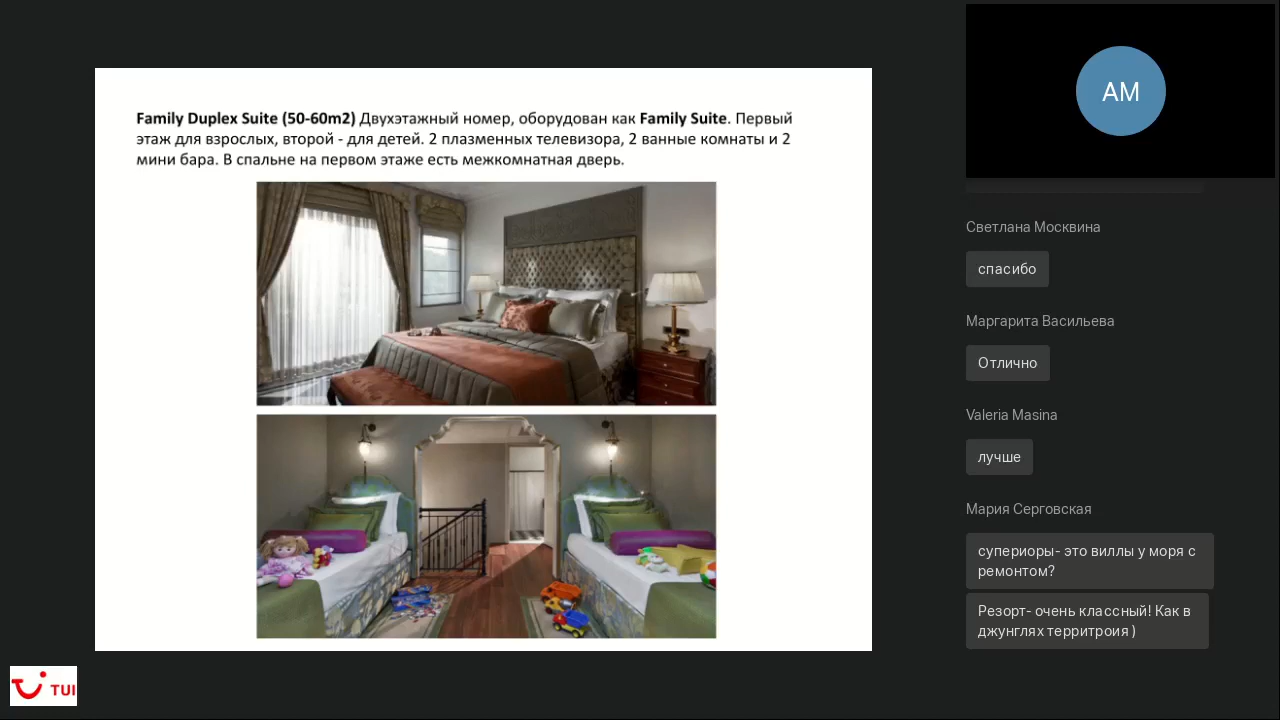 Family Duplex Suite (50-60m2) Двухэтажный номер, оборудован как Family Suite. Первый
этаж для взрослых, второй - для детей. 2 плазменных телевизора, 2 ванные комнаты и 2
мини бара. В спальне на первом этаже есть межкомнатная дверь.
AM
Светлана Москвина
спасибо
Маргарита Васильева
Отлично
Valeria Masina
лучше
Мария Серговская
супериоры- это виллы у моря с
ремонтом?
Резорт- очень классный! Как в
джунглях территроия )
TUI